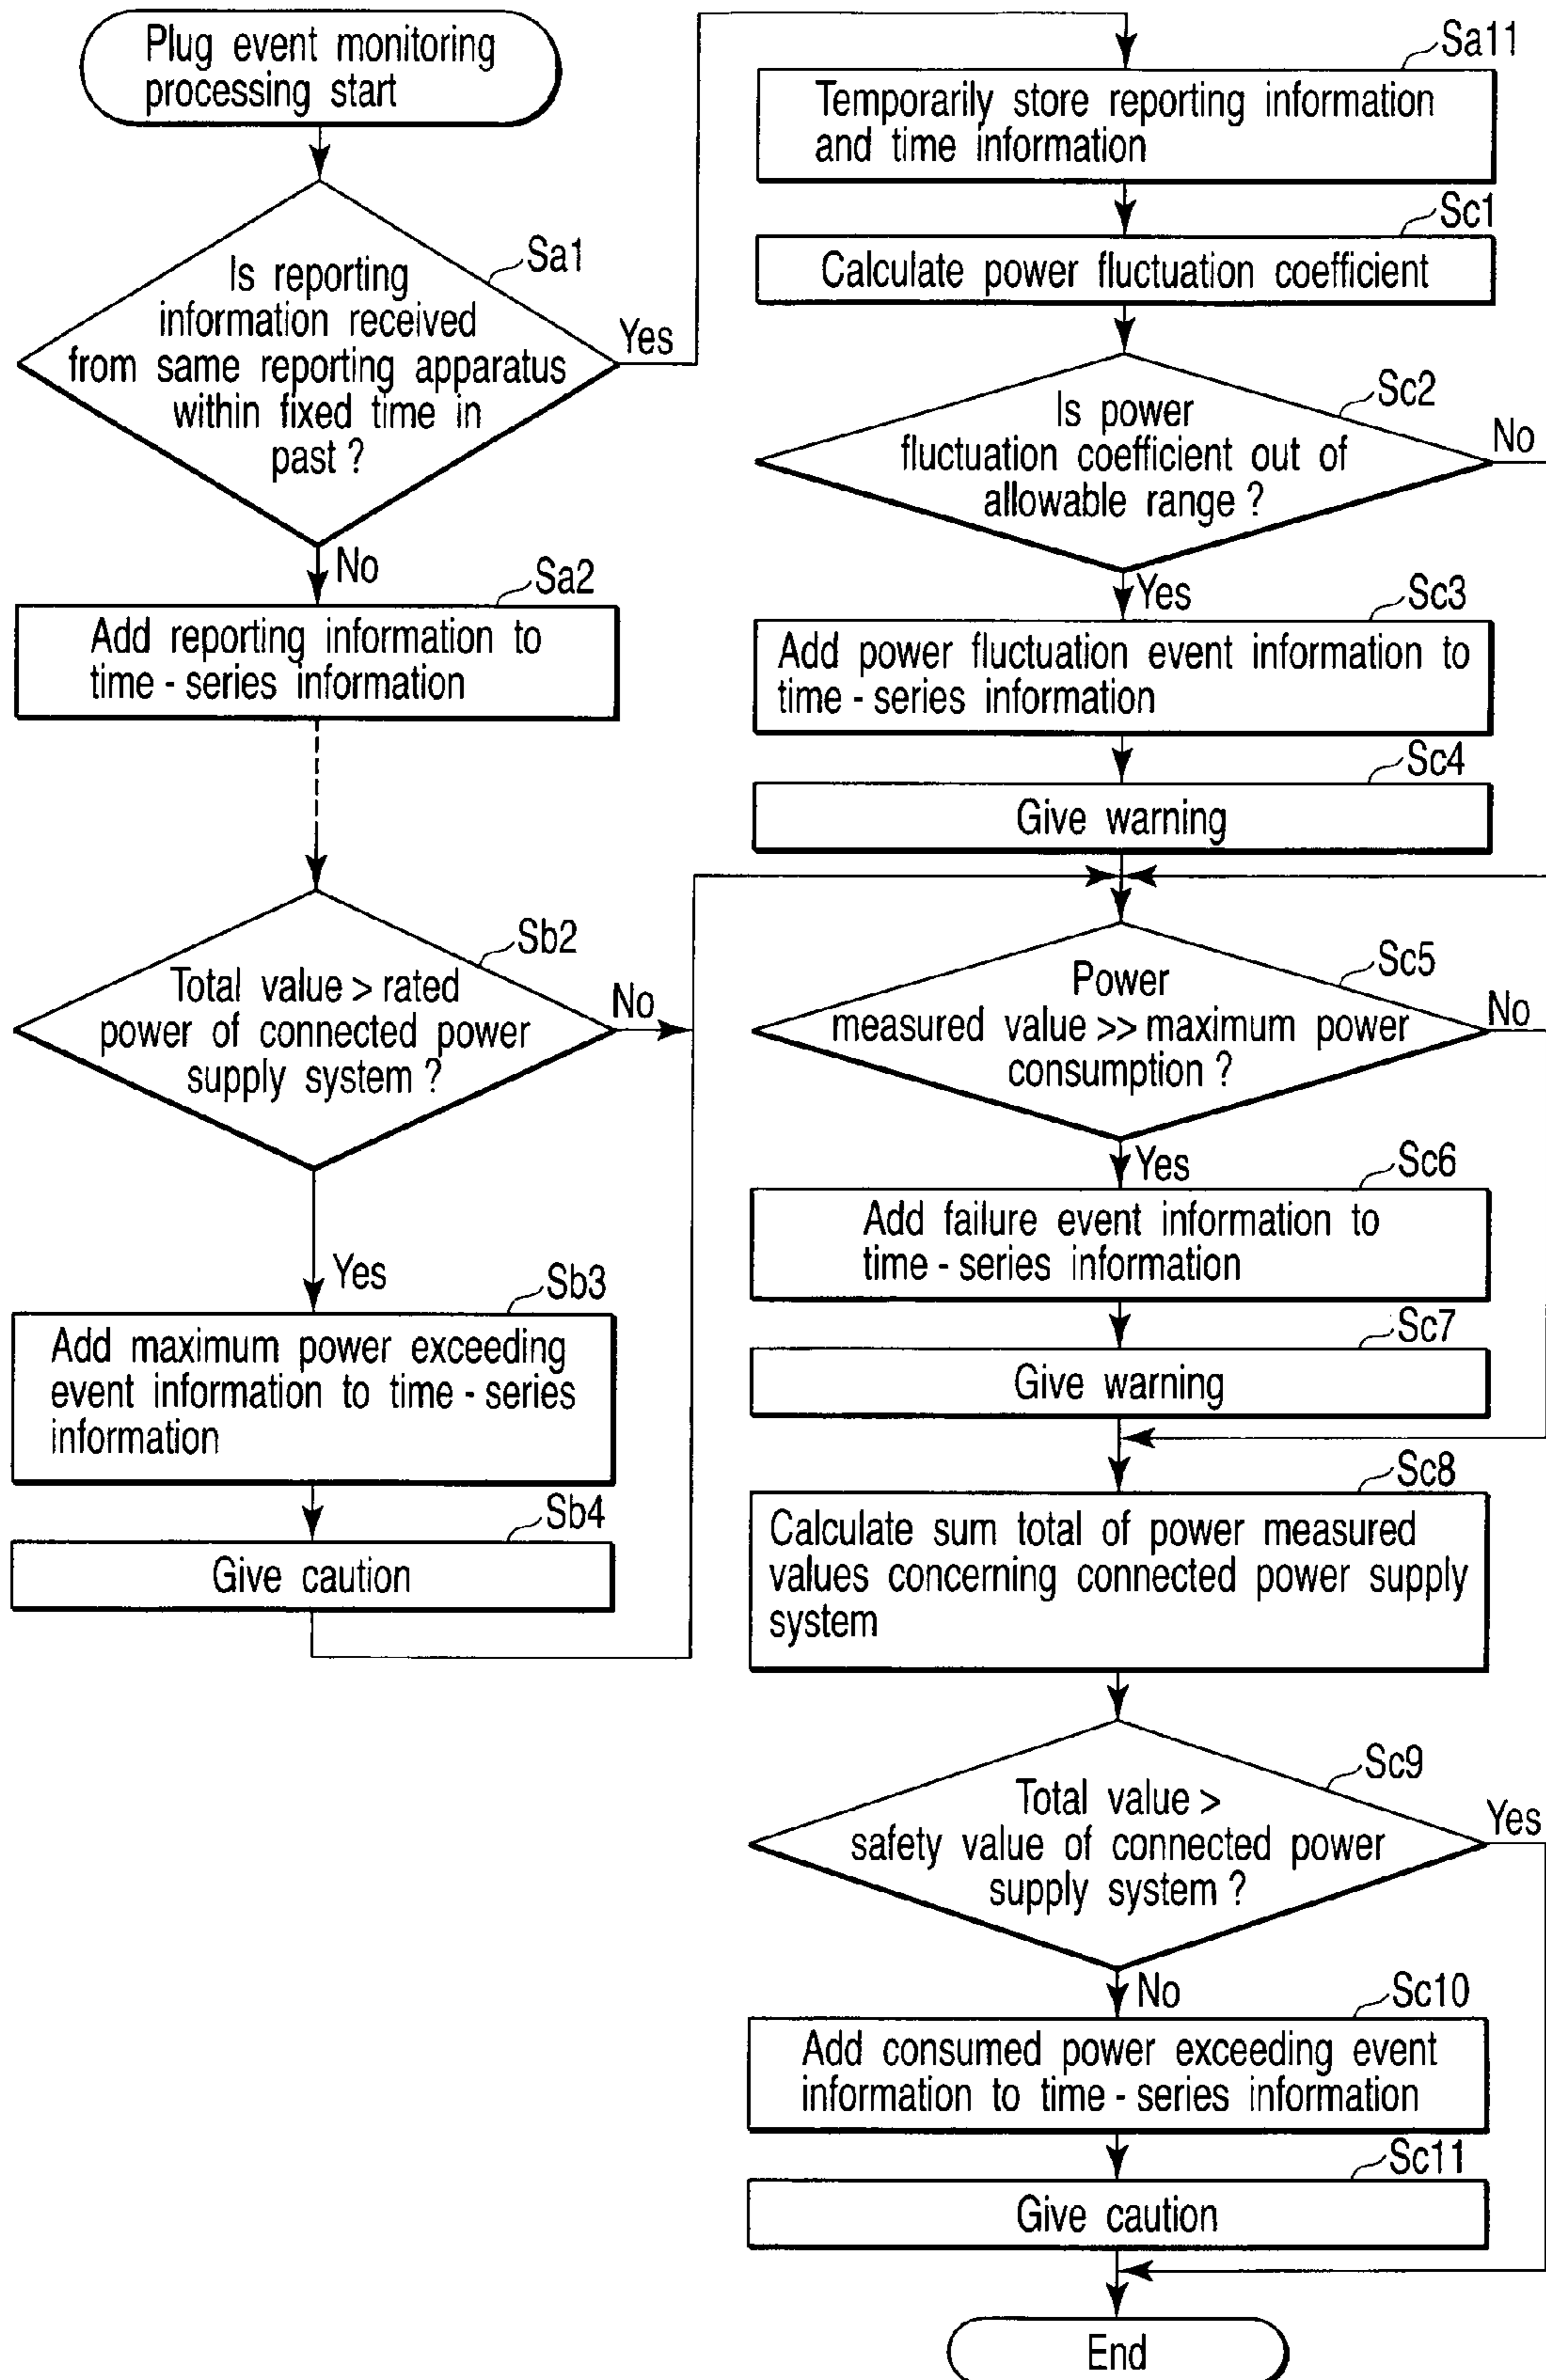 Plug event monitoring
processing start
Sa1
Is reporting
information received
from same reporting apparatus
within fixed time in
past ?
Yes
No
Sa2
Add reporting information to
time - series information
Sb2
Total value > rated
power of connected power
supply system ?
No
Yes
Sb3
Add maximum power exceeding
event information to time - series
information
Sb4
Give caution
Sa11
Temporarily store reporting information
and time information
Sc1
Calculate power fluctuation coefficient
Sc2
Is power
fluctuation coefficient out of
allowable range ?
No
Yes
Sc3
Add power fluctuation event information to
time - series information
Sc4
Give warning
Sc5
Power
measured value >> maximum power
consumption ?
No
Yes
Sc6
Add failure event information to
time - series information
Sc7
Give warning
Sc8
Calculate sum total of power measured
values concerning connected power supply
system
Sc9
Total value >
safety value of connected power
supply system ?
Yes
No
Sc10
Add consumed power exceeding event
information to time - series information
Sc11
Give caution
End